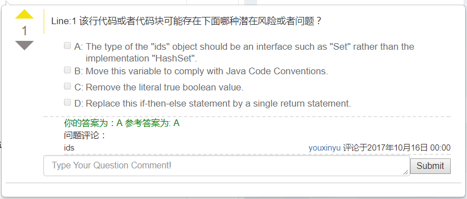 Line:1 该行代码或者代码块可能存在下面哪种潜在风险或者问题？
1
A: The type of the "ids" object should be an interface such as "Set" rather than the
implementation "HashSet".
B: Move this variable to comply with Java Code Conventions.
C: Remove the literal true boolean value.
D: Replace this if-then-else statement by a single return statement.
你的答案为：A 参考答案为: A
问题评论：
ids youxinyu 评论于2017年10月16日 00:00
Type Your Question Comment! Submit